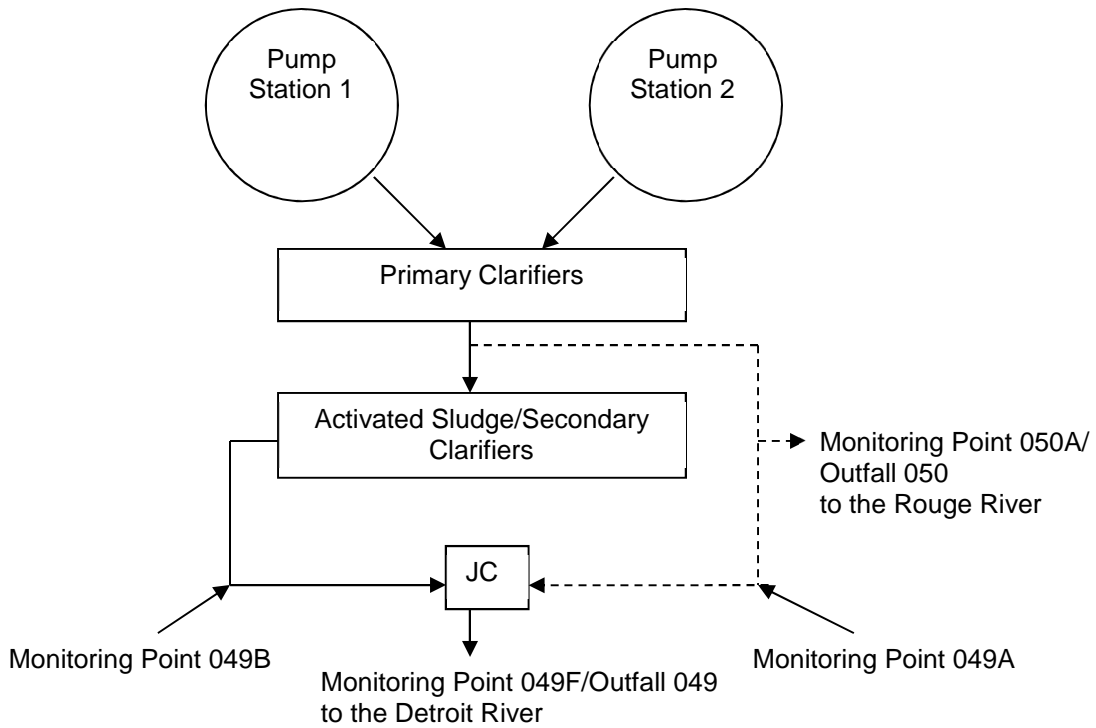 Pump
Station 1
Pump
Station 2
Primary Clarifiers
Activated Sludge/Secondary
Clarifiers
Monitoring Point 050A/
Outfall 050
to the Rouge River
JC
Monitoring Point 049B
Monitoring Point 049A
Monitoring Point 049F/Outfall 049
to the Detroit River